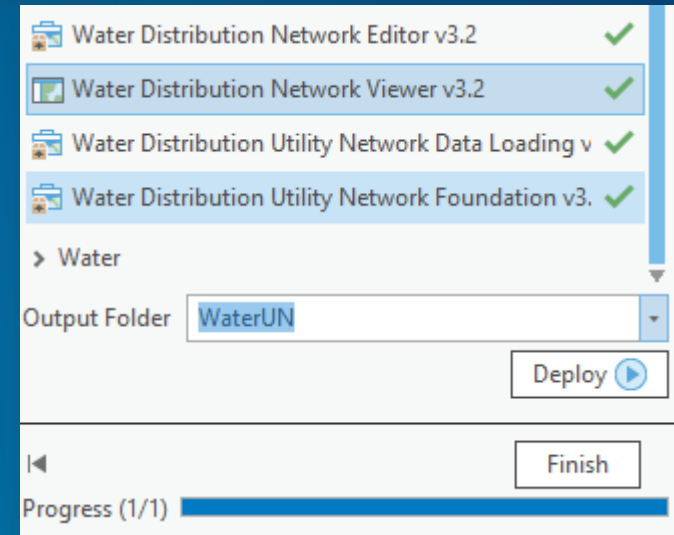 Water Distribution Network Editor v3.2
Water Distribution Network Viewer v3.2
Water Distribution Utility Network Data Loading v
Water Distribution Utility Network Foundation v3.
Water
Output Folder WaterUN
Deploy
Finish
Progress (1/1)